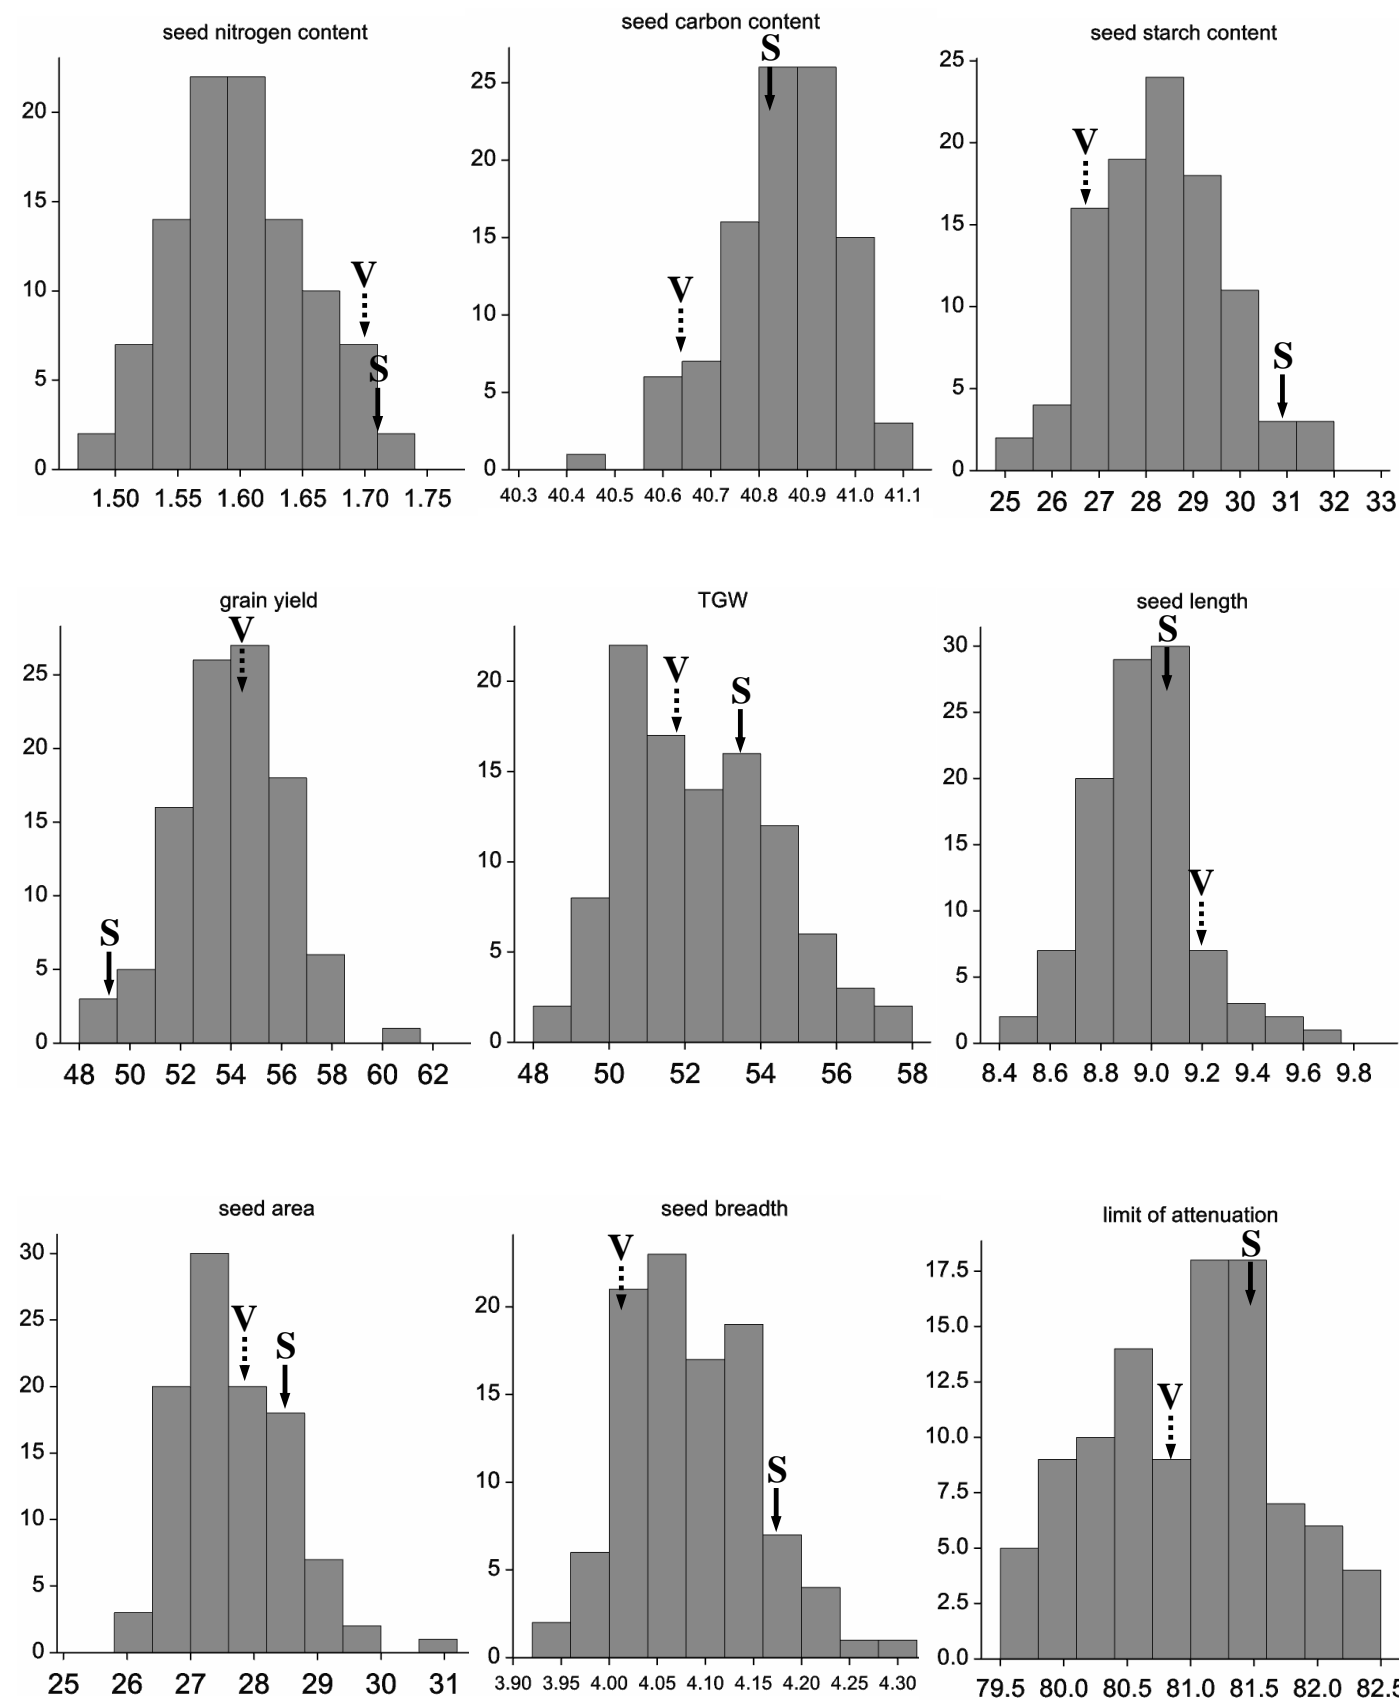 seed nitrogen content
20
15
10
5
0
V
S
1.50 1.55 1.60 1.65 1.70 1.75
seed carbon content
25
20
15
10
5
0
S
V
40.3 40.4 40.5 40.6 40.7 40.8 40.9 41.0 41.1
seed starch content
25
20
15
10
5
0
V
S
25 26 27 28 29 30 31 32 33
grain yield
25
20
15
10
5
0
V
S
48 50 52 54 56 58 60 62
TGW
20
15
10
5
0
V
S
48 50 52 54 56 58
seed length
30
25
20
15
10
5
0
S
V
8.4 8.6 8.8 9.0 9.2 9.4 9.6 9.8
seed area
30
25
20
15
10
5
0
V
S
25 26 27 28 29 30 31
seed breadth
20
15
10
5
0
V
S
3.90 3.95 4.00 4.05 4.10 4.15 4.20 4.25 4.30
limit of attenuation
17.5
15.0
12.5
10.0
7.5
5.0
2.5
0.0
S
V
79.5 80.0 80.5 81.0 81.5 82.0 82.5